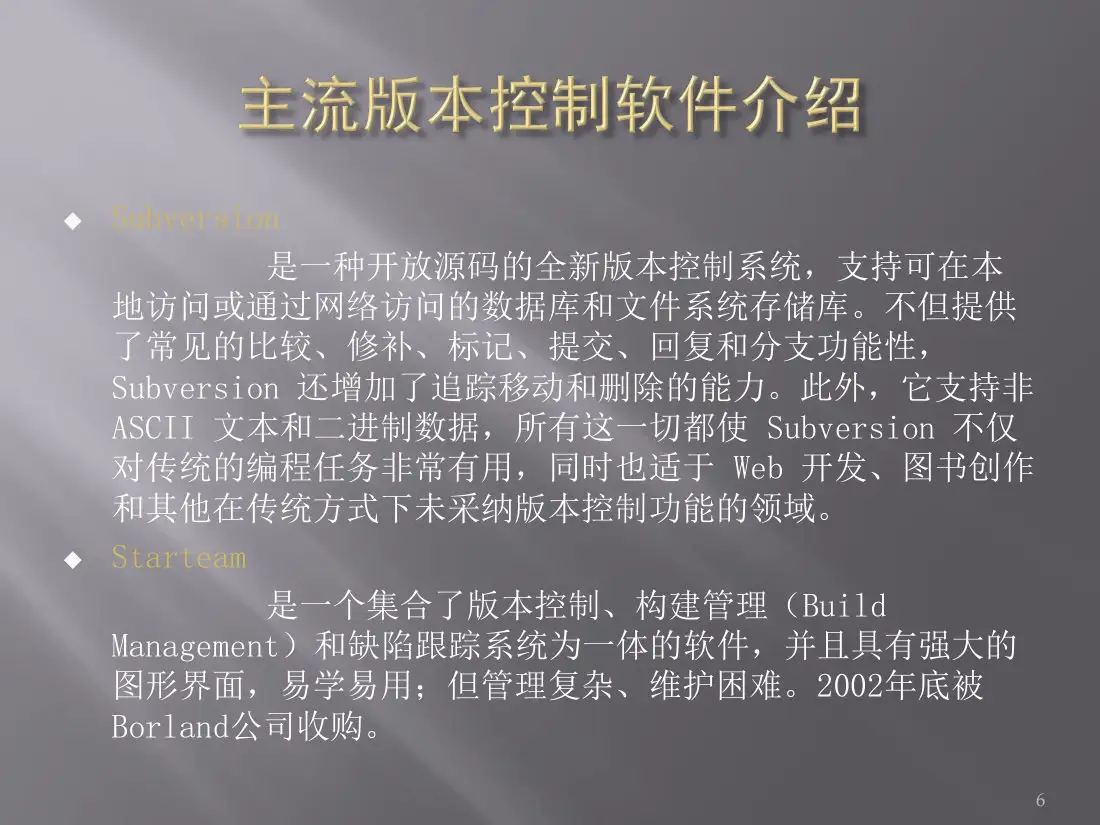 主流版本控制软件介绍
◆ Subversion
是一种开放源码的全新版本控制系统，支持可在本
地访问或通过网络访问的数据库和文件系统存储库。不但提供
了常见的比较、修补、标记、提交、回复和分支功能性，
Subversion 还增加了追踪移动和删除的能力。此外，它支持非
ASCII 文本和二进制数据，所有这一切都使 Subversion 不仅
对传统的编程任务非常有用，同时也适于 Web 开发、图书创作
和其他在传统方式下未采纳版本控制功能的领域。
◆ Starteam
是一个集合了版本控制、构建管理（Build
Management）和缺陷跟踪系统为一体的软件，并且具有强大的
图形界面，易学易用；但管理复杂、维护困难。2002年底被
Borland公司收购。
6